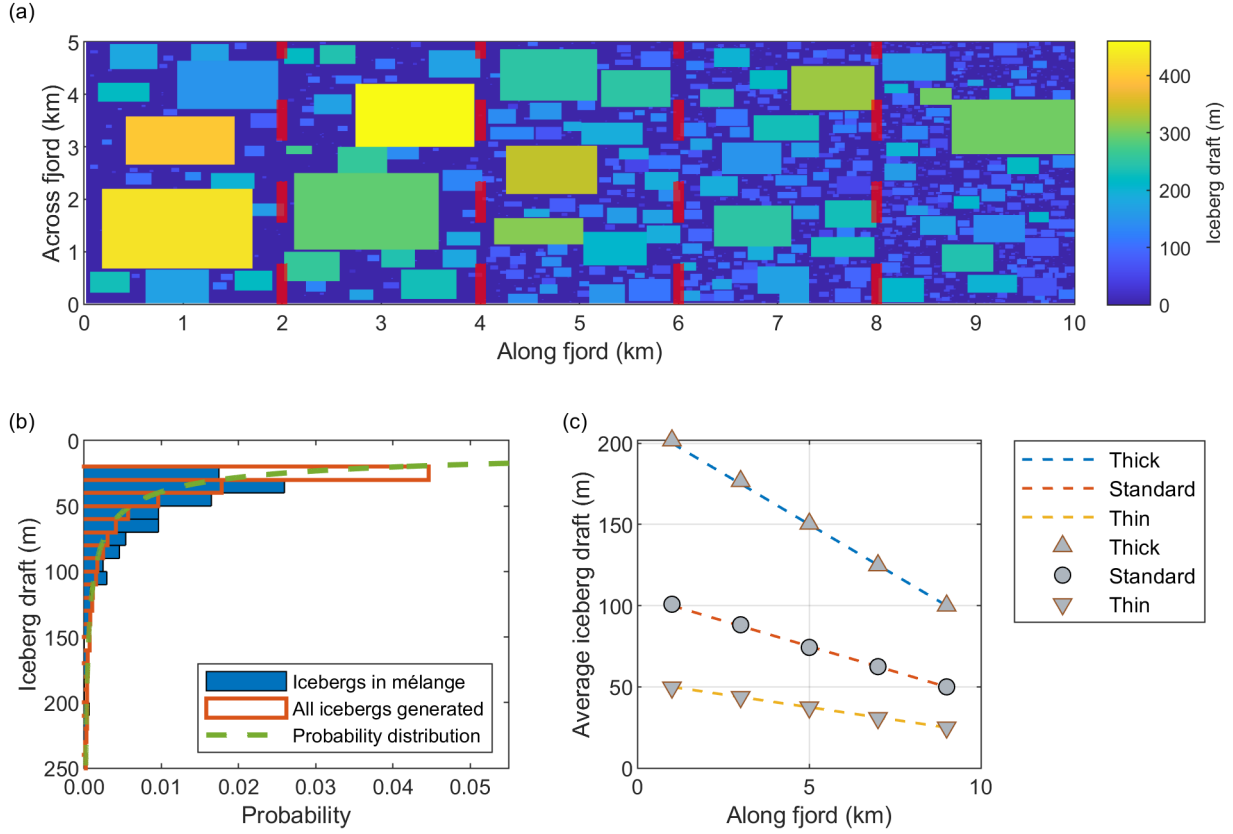 (a)
5
4
3
2
1
0
Across fjord (km)
0 1 2 3 4 5 6 7 8 9 10
Along fjord (km)
400
300
200
100
0
Iceberg draft (m)
(b)
0
50
100
150
200
250
Iceberg draft (m)
0.00 0.01 0.02 0.03 0.04 0.05
Probability
Icebergs in mélange
All icebergs generated
Probability distribution
(c)
200
150
100
50
0
Average iceberg draft (m)
0 5 10
Along fjord (km)
Thick
Standard
Thin
Thick
Standard
Thin